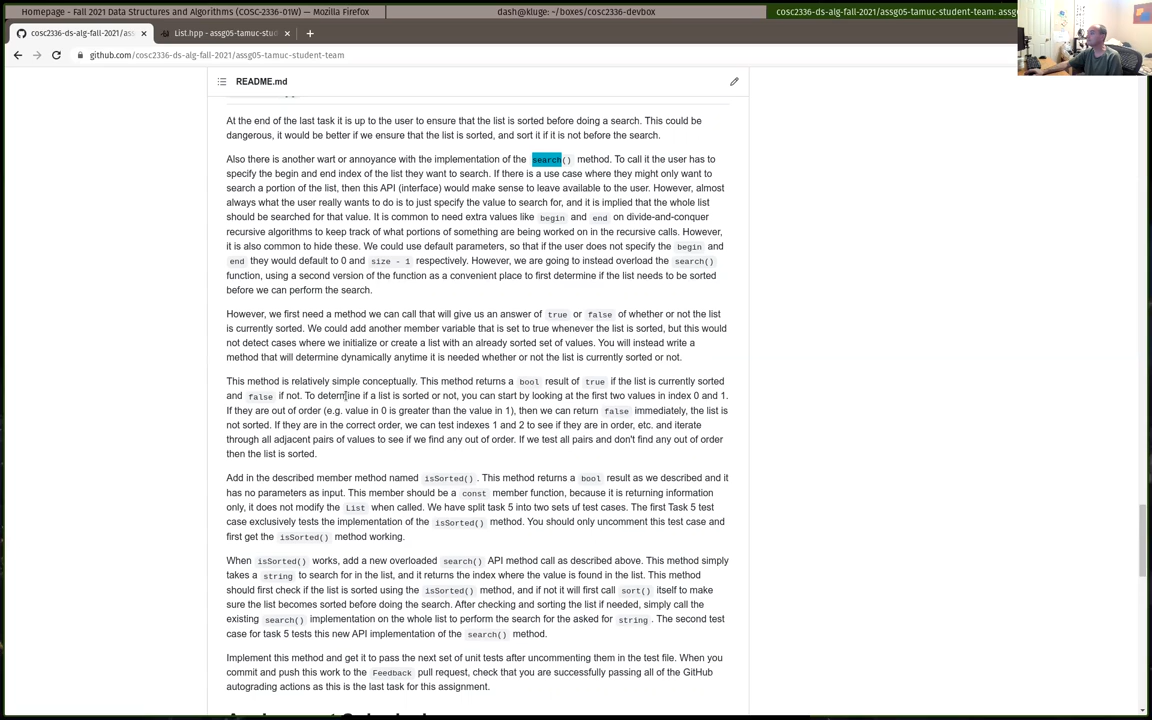 Homepage - Fall 2021 Data Structures and Algorithms (COSC-2336-01W) — Mozilla Firefox
dash@kluge: ~/boxes/cosc2336-devbox
cosc2336-ds-alg-fall-2021/assg05-tamuc-student-team: assg
cosc2336-ds-alg-fall-2021/ass
List.hpp - assg05-tamuc-stud
github.com/cosc2336-ds-alg-fall-2021/assg05-tamuc-student-team
README.md
At the end of the last task it is up to the user to ensure that the list is sorted before doing a search. This could be
dangerous, it would be better if we ensure that the list is sorted, and sort it if it is not before the search.
Also there is another wart or annoyance with the implementation of the search() method. To call it the user has to
specify the begin and end index of the list they want to search. If there is a use case where they might only want to
search a portion of the list, then this API (interface) would make sense to leave available to the user. However, almost
always what the user really wants to do is to just specify the value to search for, and it is implied that the whole list
should be searched for that value. It is common to need extra values like begin and end on divide-and-conquer
recursive algorithms to keep track of what portions of something are being worked on in the recursive calls. However,
it is also common to hide these. We could use default parameters, so that if the user does not specify the begin and
end they would default to 0 and size - 1 respectively. However, we are going to instead overload the search()
function, using a second version of the function as a convenient place to first determine if the list needs to be sorted
before we can perform the search.
However, we first need a method we can call that will give us an answer of true or false of whether or not the list
is currently sorted. We could add another member variable that is set to true whenever the list is sorted, but this would
not detect cases where we initialize or create a list with an already sorted set of values. You will instead write a
method that will determine dynamically anytime it is needed whether or not the list is currently sorted or not.
This method is relatively simple conceptually. This method returns a bool result of true if the list is currently sorted
and false if not. To determine if a list is sorted or not, you can start by looking at the first two values in index 0 and 1.
If they are out of order (e.g. value in 0 is greater than the value in 1), then we can return false immediately, the list is
not sorted. If they are in the correct order, we can test indexes 1 and 2 to see if they are in order, etc. and iterate
through all adjacent pairs of values to see if we find any out of order. If we test all pairs and don't find any out of order
then the list is sorted.
Add in the described member method named isSorted(). This method returns a bool result as we described and it
has no parameters as input. This member should be a const member function, because it is returning information
only, it does not modify the List when called. We have split task 5 into two sets uf test cases. The first Task 5 test
case exclusively tests the implementation of the isSorted() method. You should only uncomment this test case and
first get the isSorted() method working.
When isSorted() works, add a new overloaded search() API method call as described above. This method simply
takes a string to search for in the list, and it returns the index where the value is found in the list. This method
should first check if the list is sorted using the isSorted() method, and if not it will first call sort() itself to make
sure the list becomes sorted before doing the search. After checking and sorting the list if needed, simply call the
existing search() implementation on the whole list to perform the search for the asked for string. The second test
case for task 5 tests this new API implementation of the search() method.
Implement this method and get it to pass the next set of unit tests after uncommenting them in the test file. When you
commit and push this work to the Feedback pull request, check that you are successfully passing all of the GitHub
autograding actions as this is the last task for this assignment.